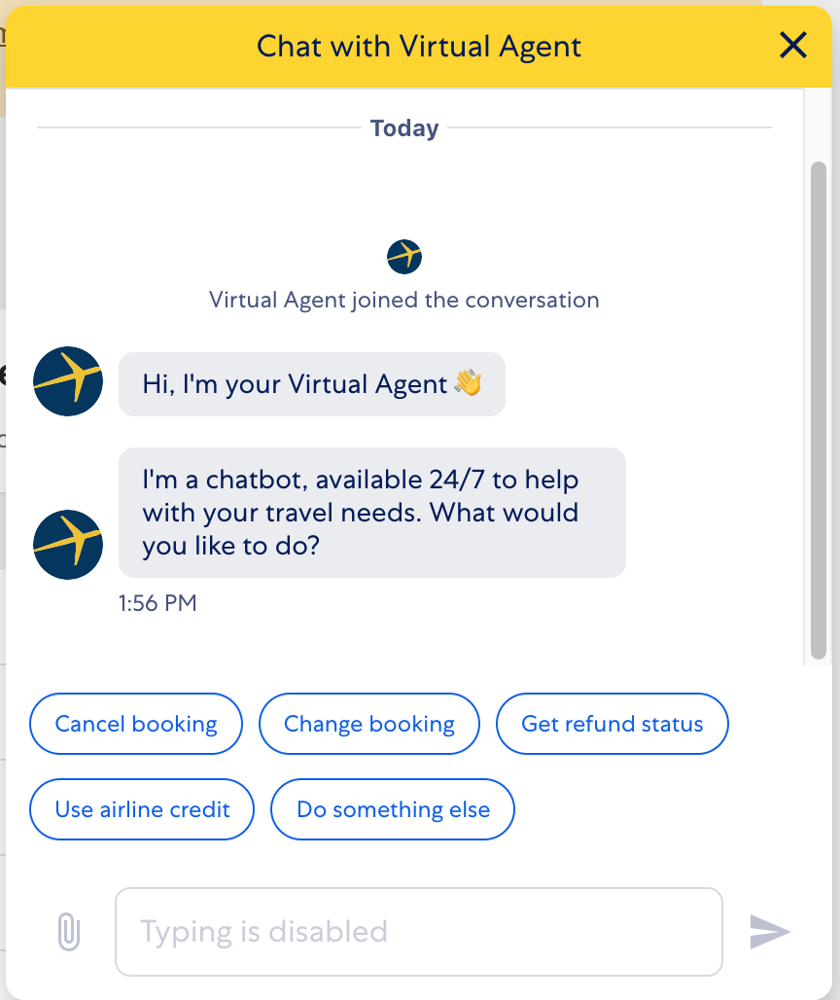 Chat with Virtual Agent
Today
Virtual Agent joined the conversation
Hi, I'm your Virtual Agent 👋
I'm a chatbot, available 24/7 to help
with your travel needs. What would
you like to do?
1:56 PM
Cancel booking
Change booking
Get refund status
Use airline credit
Do something else
Typing is disabled